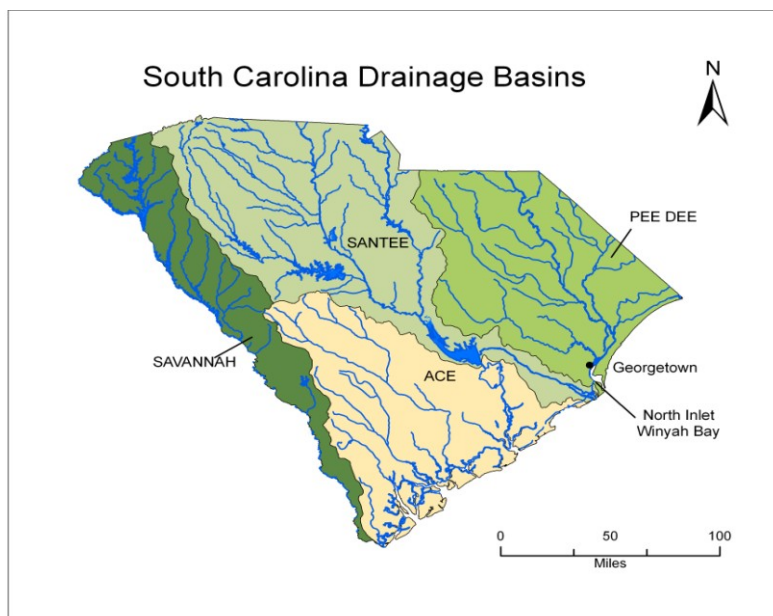 South Carolina Drainage Basins
N
PEE DEE
SANTEE
SAVANNAH
ACE
Georgetown
North Inlet
Winyah Bay
0 50 100
Miles